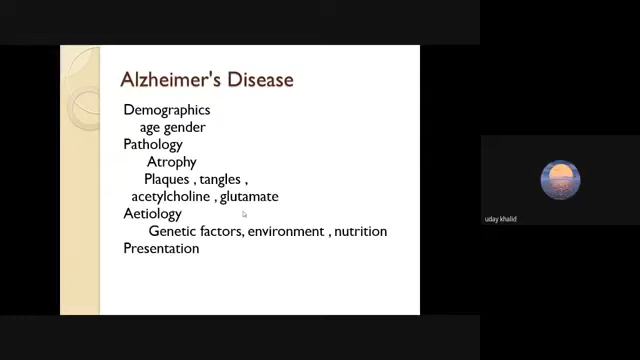 Alzheimer's Disease
Demographics
age gender
Pathology
Atrophy
Plaques , tangles ,
acetylcholine , glutamate
Aetiology
Genetic factors, environment , nutrition
Presentation
uday khalid